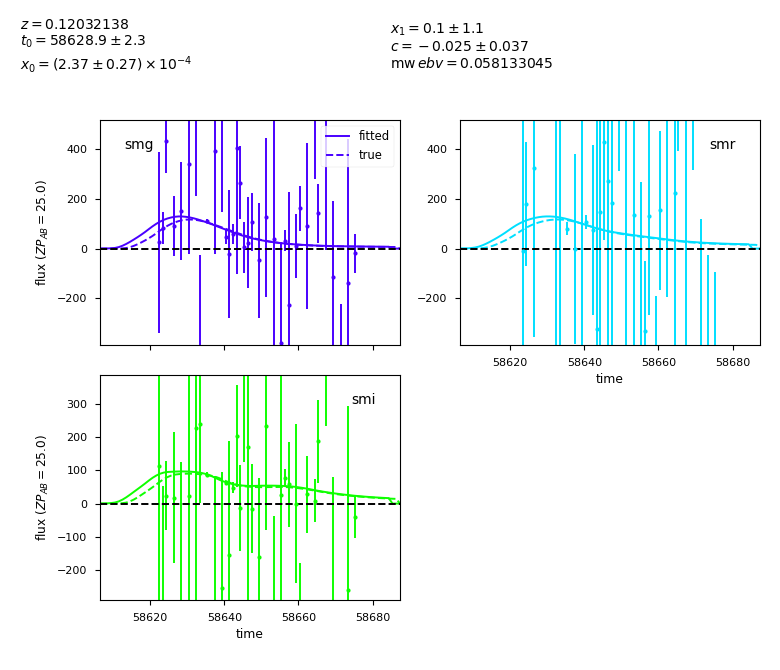 z = 0.12032138
t₀ = 58628.9 ± 2.3
x₀ = (2.37 ± 0.27) × 10⁻⁴
x₁ = 0.1 ± 1.1
c = −0.025 ± 0.037
mw ebv = 0.058133045
smg
fitted
true
400
200
0
−200
flux (ZP_AB = 25.0)
smr
400
200
0
−200
58620 58640 58660 58680
time
smi
300
200
100
0
−100
−200
flux (ZP_AB = 25.0)
58620 58640 58660 58680
time